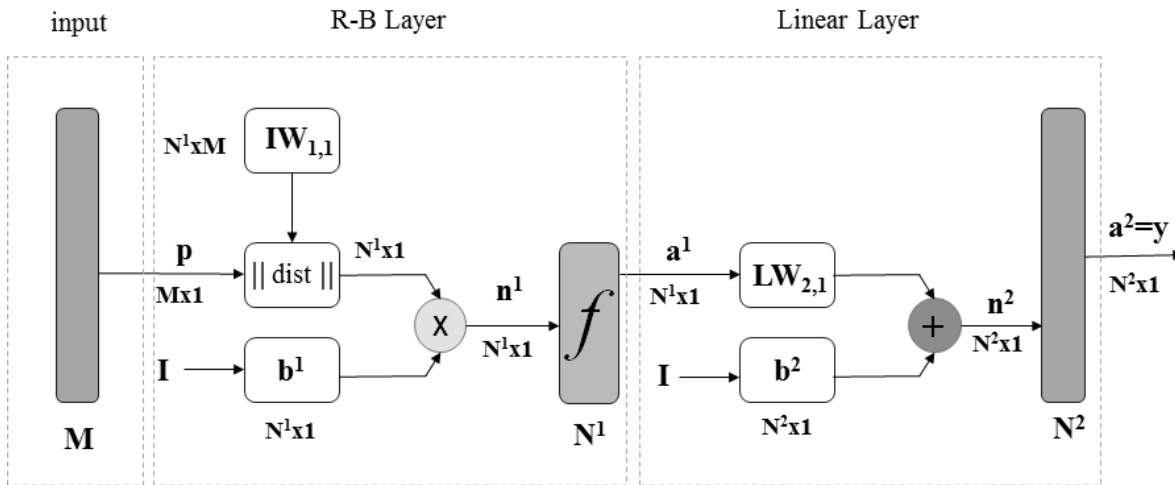 input
R-B Layer
Linear Layer
N¹xM
IW₁,₁
p
Mx1
|| dist ||
N¹x1
I
b¹
N¹x1
X
n¹
N¹x1
f
a¹
N¹x1
LW₂,₁
I
b²
N²x1
+
n²
N²x1
a²=y
N²x1
M
N¹
N²